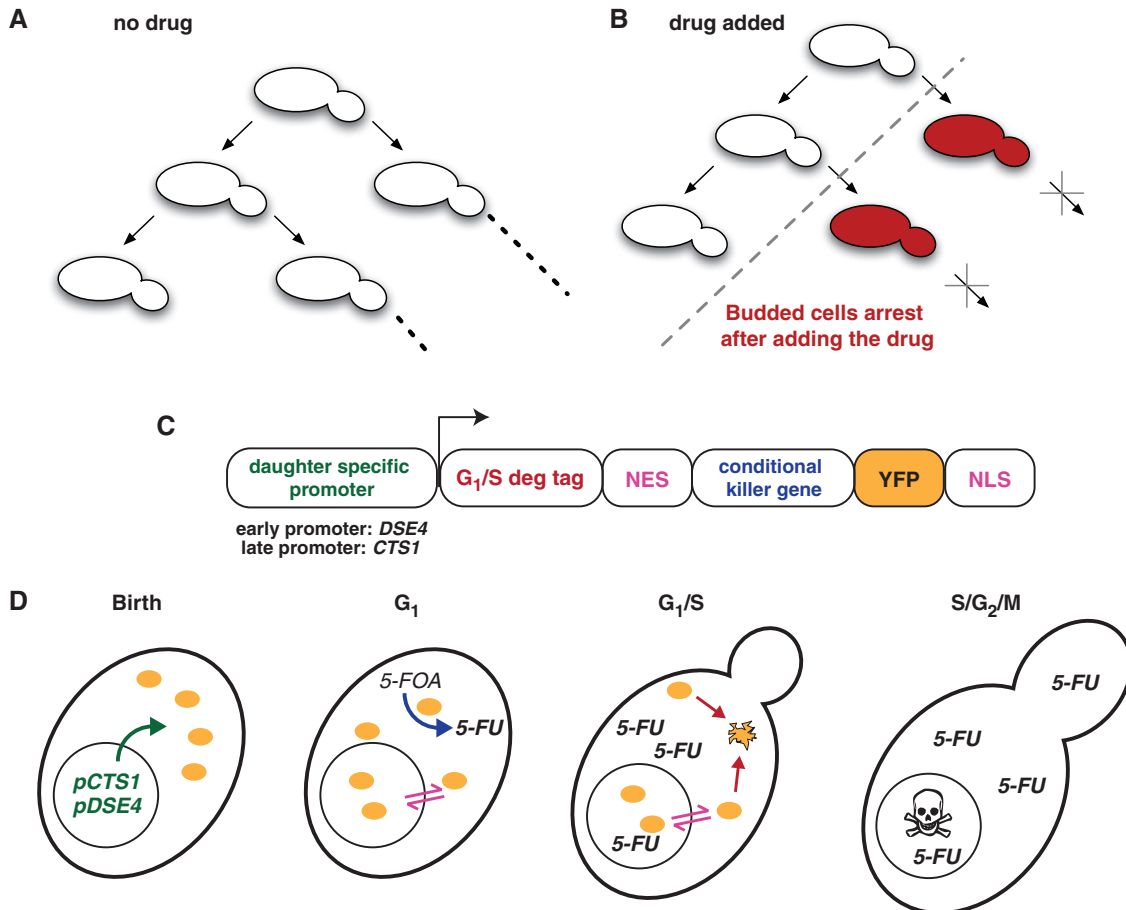 A
no drug
B
drug added
Budded cells arrest
after adding the drug
C
daughter specific
promoter
G1/S deg tag
NES
conditional
killer gene
YFP
NLS
early promoter: DSE4
late promoter: CTS1
D
Birth
G1
G1/S
S/G2/M
pCTS1
pDSE4
5-FOA
5-FU
5-FU
5-FU
5-FU
5-FU
5-FU
5-FU
5-FU